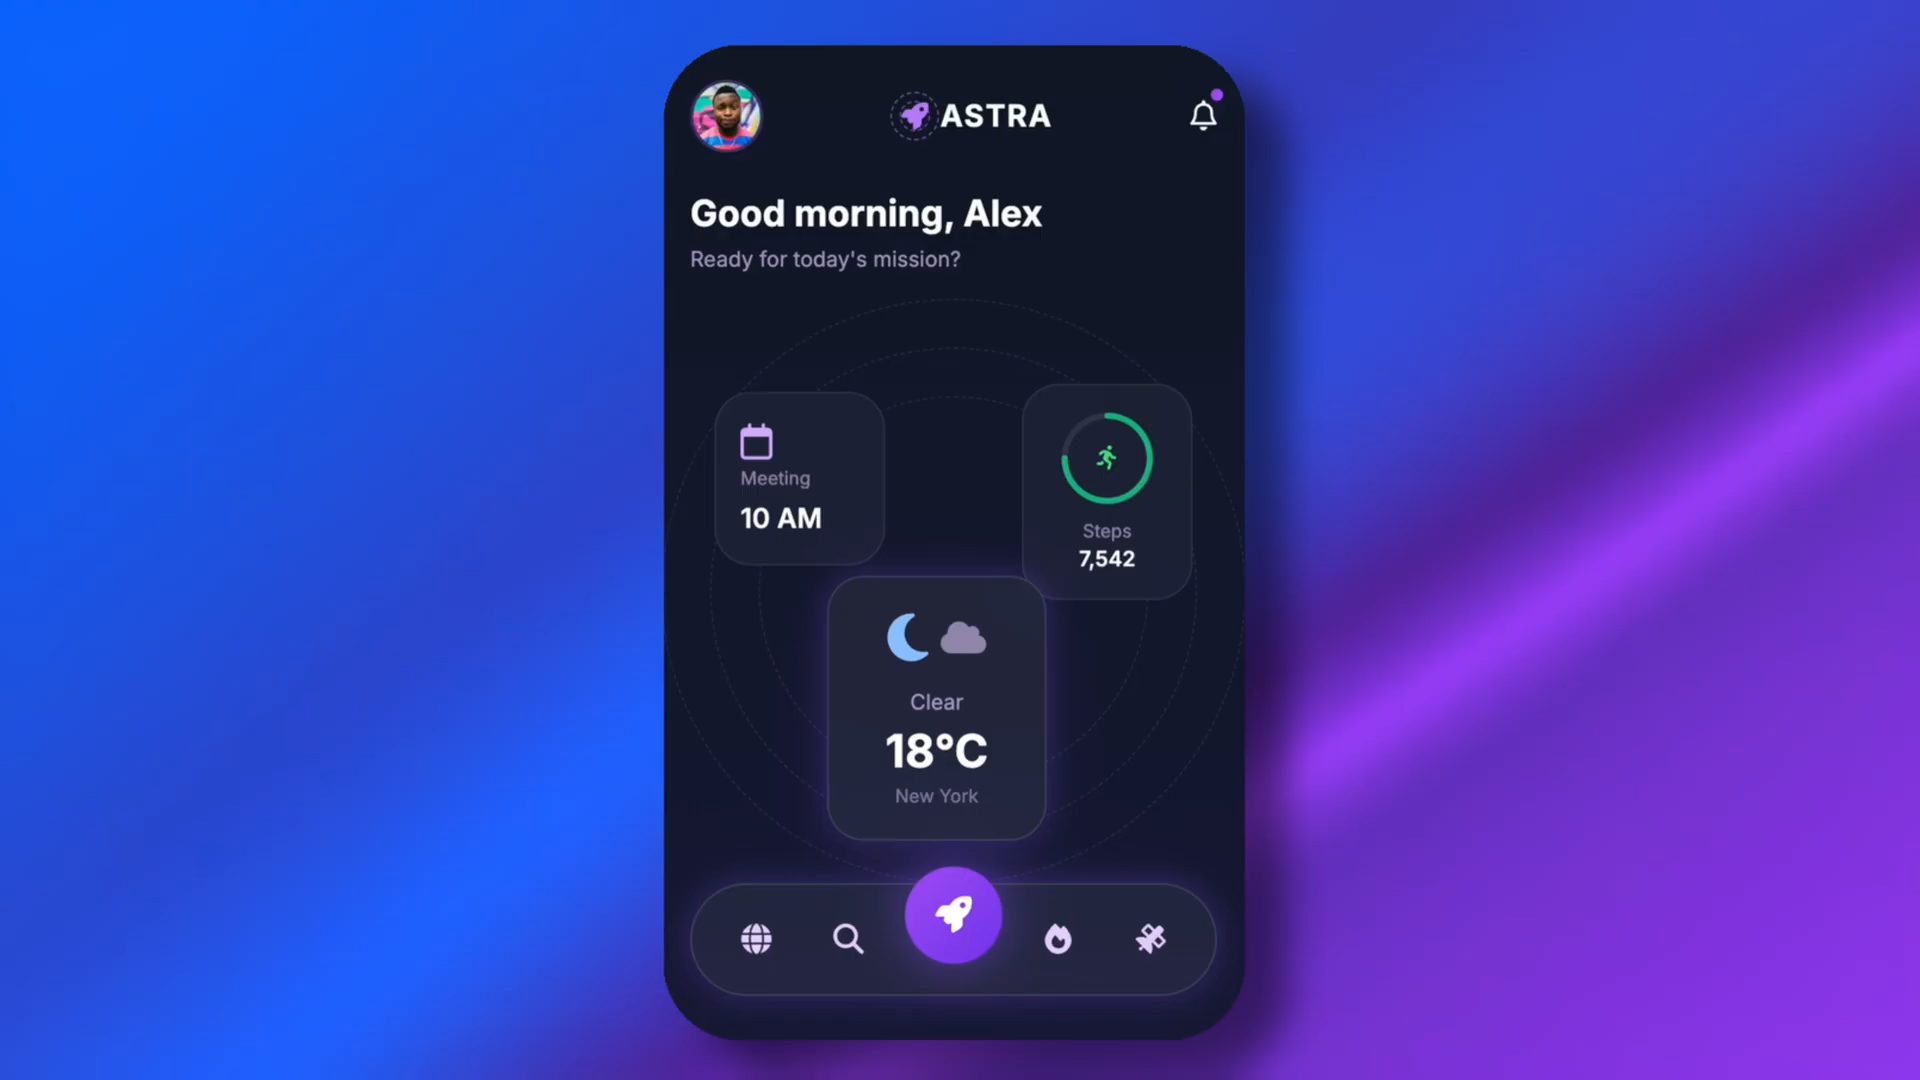 ASTRA
Good morning, Alex
Ready for today's mission?
Meeting
10 AM
Steps
7,542
Clear
18°C
New York